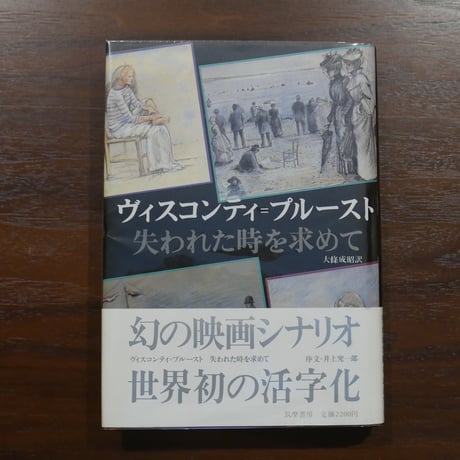 ヴィスコンティ=プルースト
失われた時を求めて
大條成昭訳
幻の映画シナリオ
ヴィスコンティ=プルースト 失われた時を求めて 序文・井上究一郎
世界初の活字化
筑摩書房 定価2200円